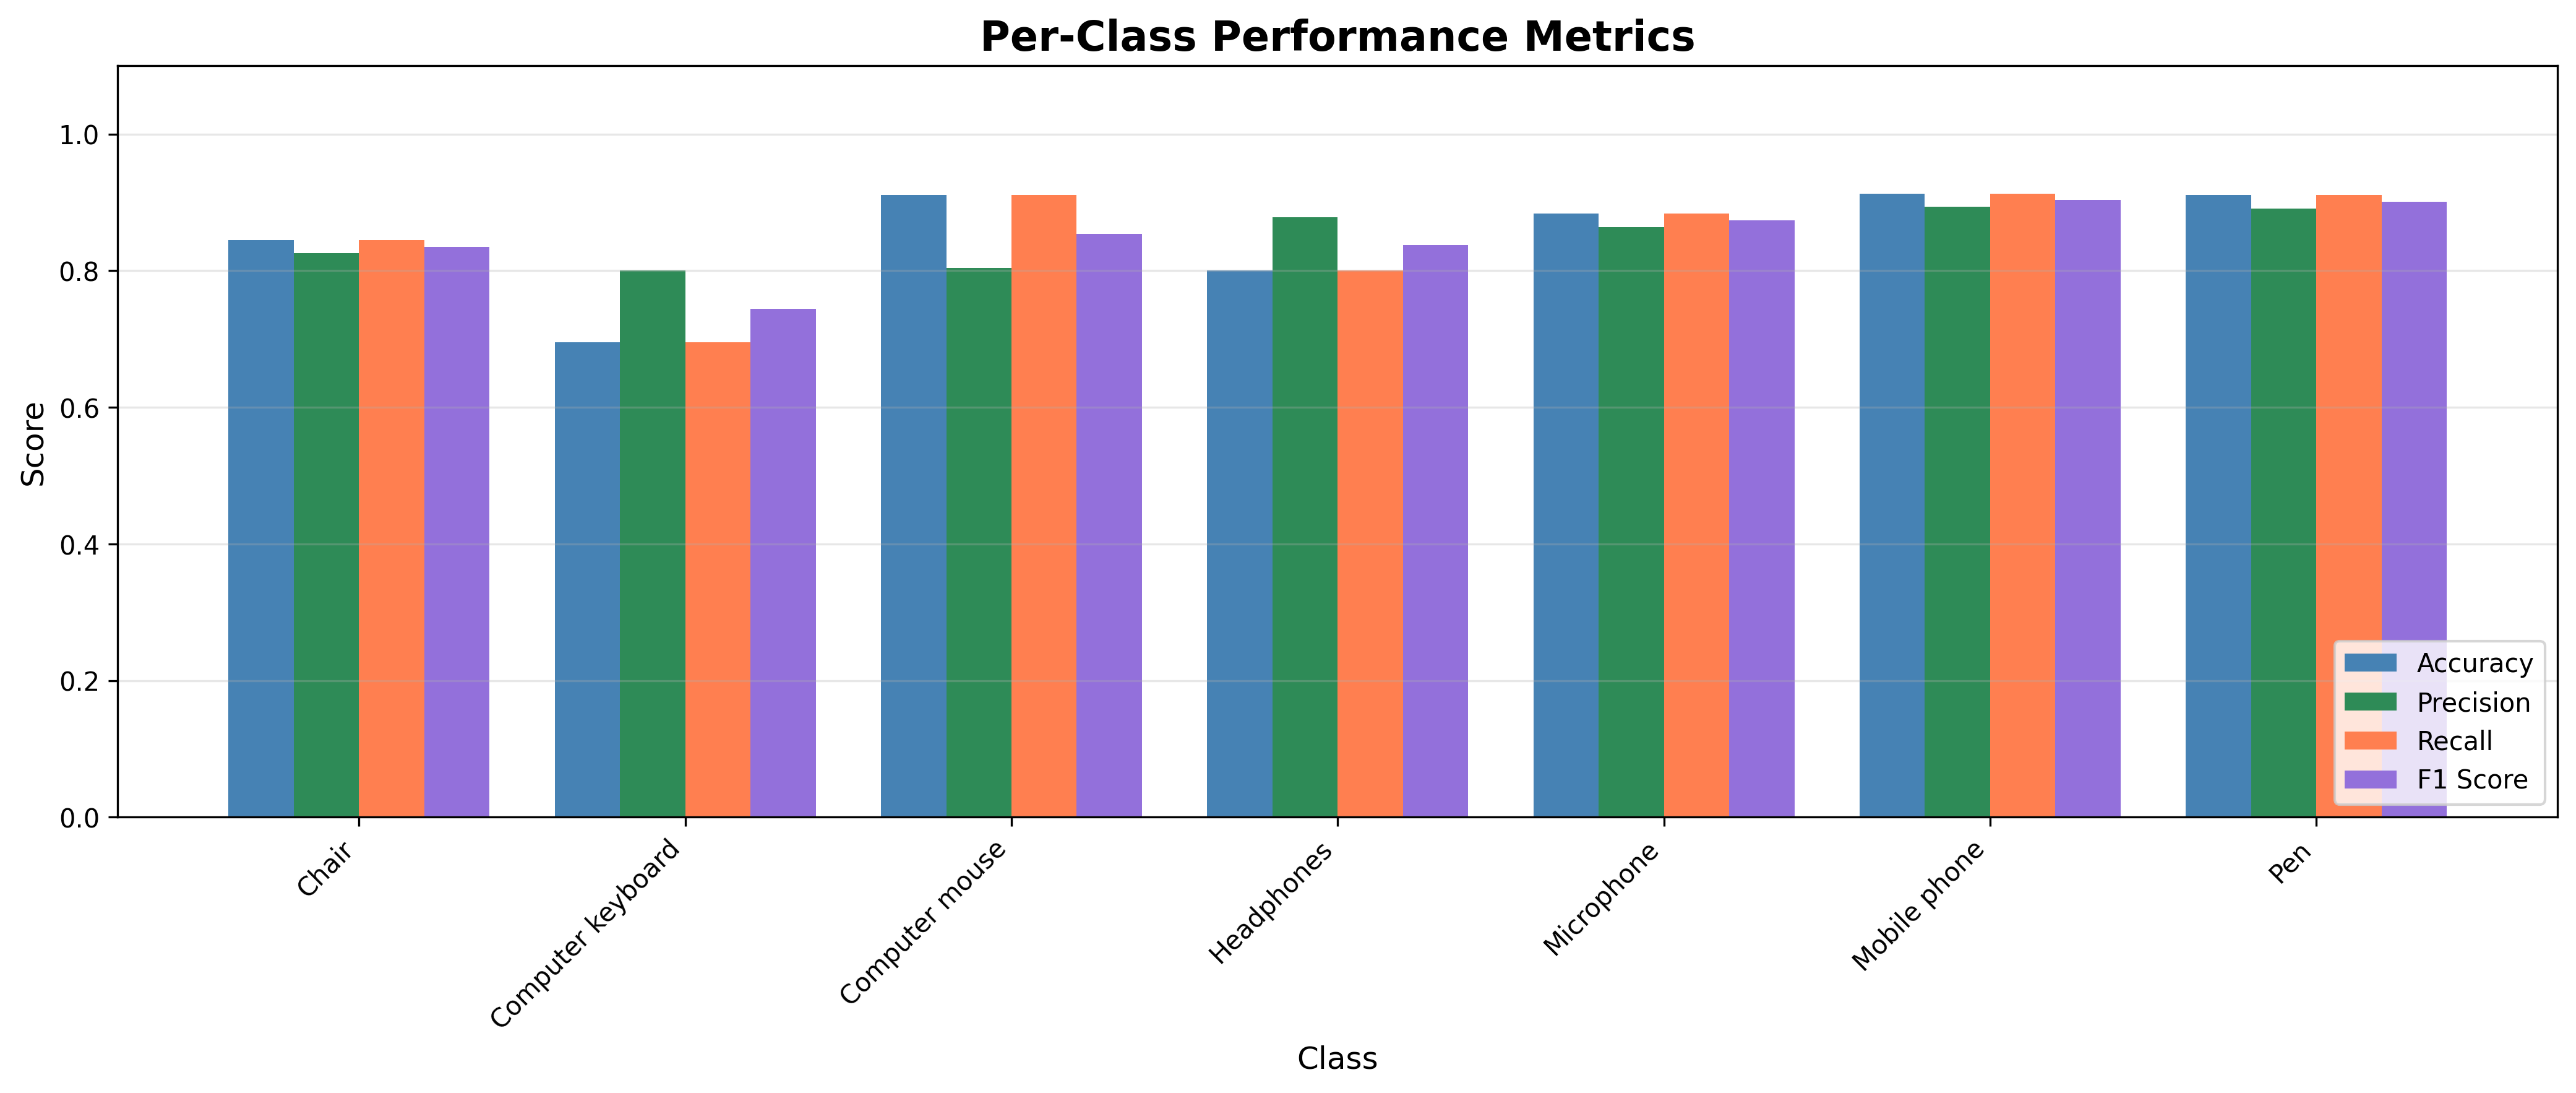 Per-Class Performance Metrics
Score
1.0
0.8
0.6
0.4
0.2
0.0
Accuracy
Precision
Recall
F1 Score
Chair
Computer keyboard
Computer mouse
Headphones
Microphone
Mobile phone
Pen
Class